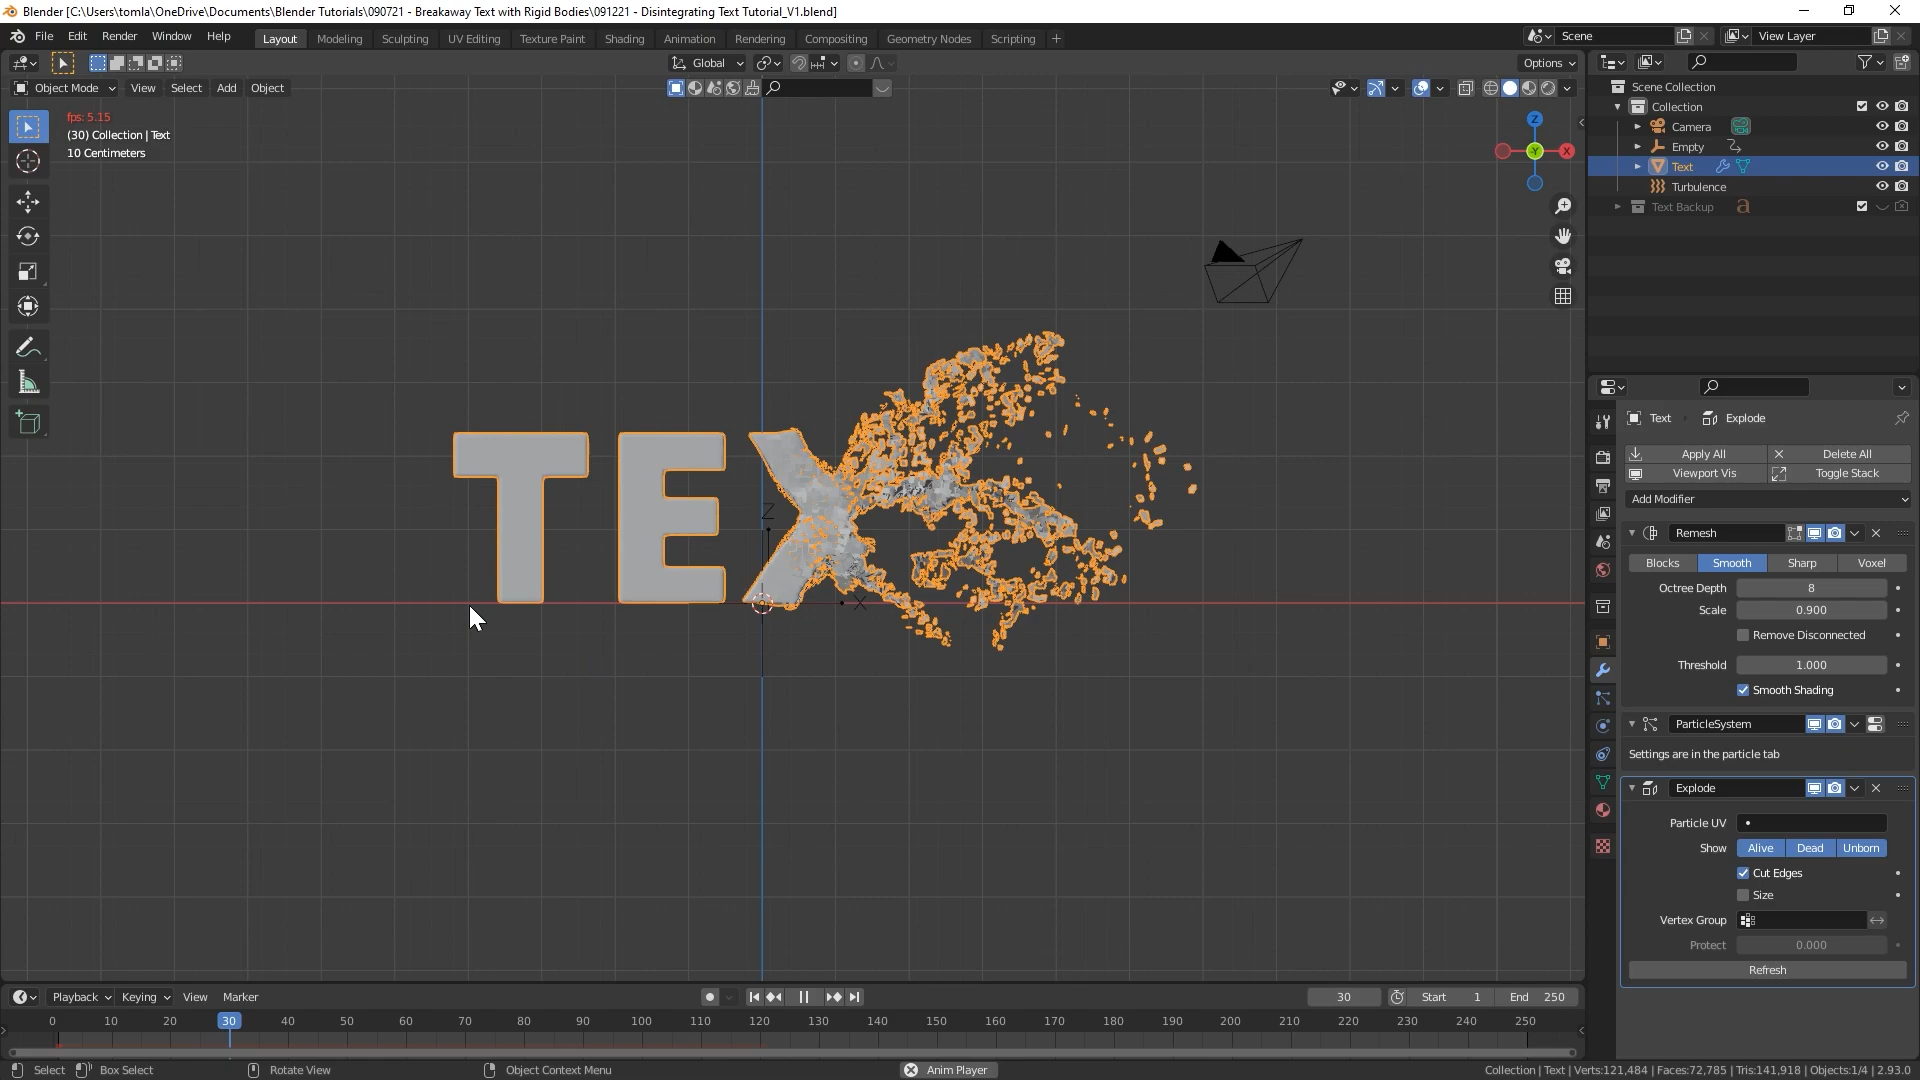 Blender [C:\Users\tomla\OneDrive\Documents\Blender Tutorials\090721 - Breakaway Text with Rigid Bodies\091221 - Disintegrating Text Tutorial_V1.blend]
File Edit Render Window Help Layout Modeling Sculpting UV Editing Texture Paint Shading Animation Rendering Compositing Geometry Nodes Scripting + Scene View Layer
Global Options
Object Mode View Select Add Object
fps: 5.15
(30) Collection | Text
10 Centimeters
Z
Y
X
TEX
Z
X
Scene Collection
Collection
Camera
Empty
Text
Turbulence
Text Backup a
Text Explode
Apply All Delete All
Viewport Vis Toggle Stack
Add Modifier
Remesh
Blocks Smooth Sharp Voxel
Octree Depth 8
Scale 0.900
Remove Disconnected
Threshold 1.000
Smooth Shading
ParticleSystem
Settings are in the particle tab
Explode
Particle UV
Show Alive Dead Unborn
Cut Edges
Size
Vertex Group
Protect 0.000
Refresh
Playback Keying View Marker 30 Start 1 End 250
0 10 20 30 40 50 60 70 80 90 100 110 120 130 140 150 160 170 180 190 200 210 220 230 240 250
Select Box Select Rotate View Object Context Menu Anim Player Collection | Text | Verts:121,484 | Faces:72,785 | Tris:141,918 | Objects:1/4 | 2.93.0